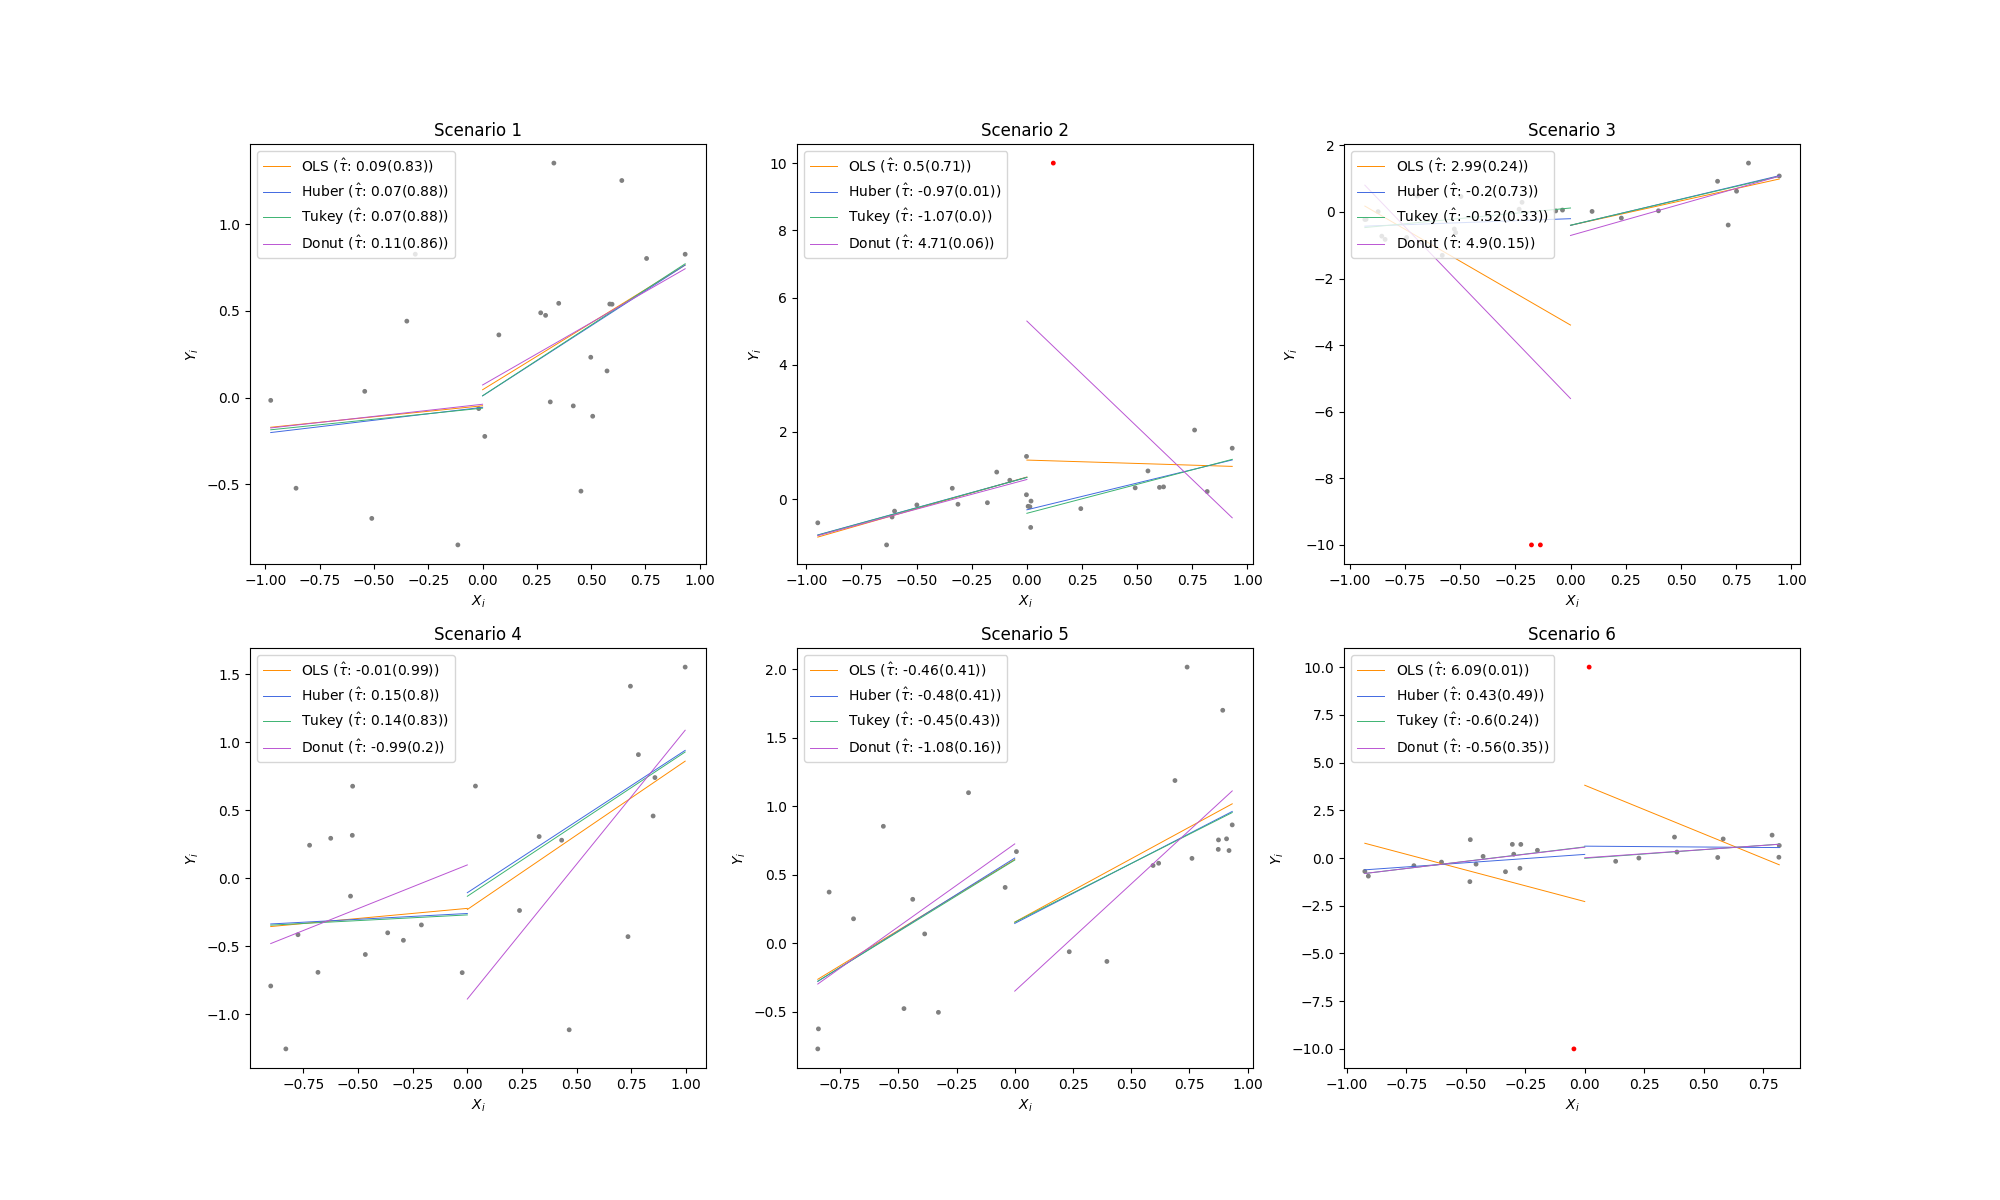 Scenario 1
OLS (τ̂: 0.09(0.83))
Huber (τ̂: 0.07(0.88))
Tukey (τ̂: 0.07(0.88))
Donut (τ̂: 0.11(0.86))
1.0
0.5
0.0
−0.5
Y_i
−1.00 −0.75 −0.50 −0.25 0.00 0.25 0.50 0.75 1.00
X_i
Scenario 2
OLS (τ̂: 0.5(0.71))
Huber (τ̂: -0.97(0.01))
Tukey (τ̂: -1.07(0.0))
Donut (τ̂: 4.71(0.06))
10
8
6
4
2
0
Y_i
−1.00 −0.75 −0.50 −0.25 0.00 0.25 0.50 0.75 1.00
X_i
Scenario 3
OLS (τ̂: 2.99(0.24))
Huber (τ̂: -0.2(0.73))
Tukey (τ̂: -0.52(0.33))
Donut (τ̂: 4.9(0.15))
2
0
−2
−4
−6
−8
−10
Y_i
−1.00 −0.75 −0.50 −0.25 0.00 0.25 0.50 0.75 1.00
X_i
Scenario 4
OLS (τ̂: -0.01(0.99))
Huber (τ̂: 0.15(0.8))
Tukey (τ̂: 0.14(0.83))
Donut (τ̂: -0.99(0.2))
1.5
1.0
0.5
0.0
−0.5
−1.0
Y_i
−0.75 −0.50 −0.25 0.00 0.25 0.50 0.75 1.00
X_i
Scenario 5
OLS (τ̂: -0.46(0.41))
Huber (τ̂: -0.48(0.41))
Tukey (τ̂: -0.45(0.43))
Donut (τ̂: -1.08(0.16))
2.0
1.5
1.0
0.5
0.0
−0.5
Y_i
−0.75 −0.50 −0.25 0.00 0.25 0.50 0.75 1.00
X_i
Scenario 6
OLS (τ̂: 6.09(0.01))
Huber (τ̂: 0.43(0.49))
Tukey (τ̂: -0.6(0.24))
Donut (τ̂: -0.56(0.35))
10.0
7.5
5.0
2.5
0.0
−2.5
−5.0
−7.5
−10.0
Y_i
−1.00 −0.75 −0.50 −0.25 0.00 0.25 0.50 0.75
X_i